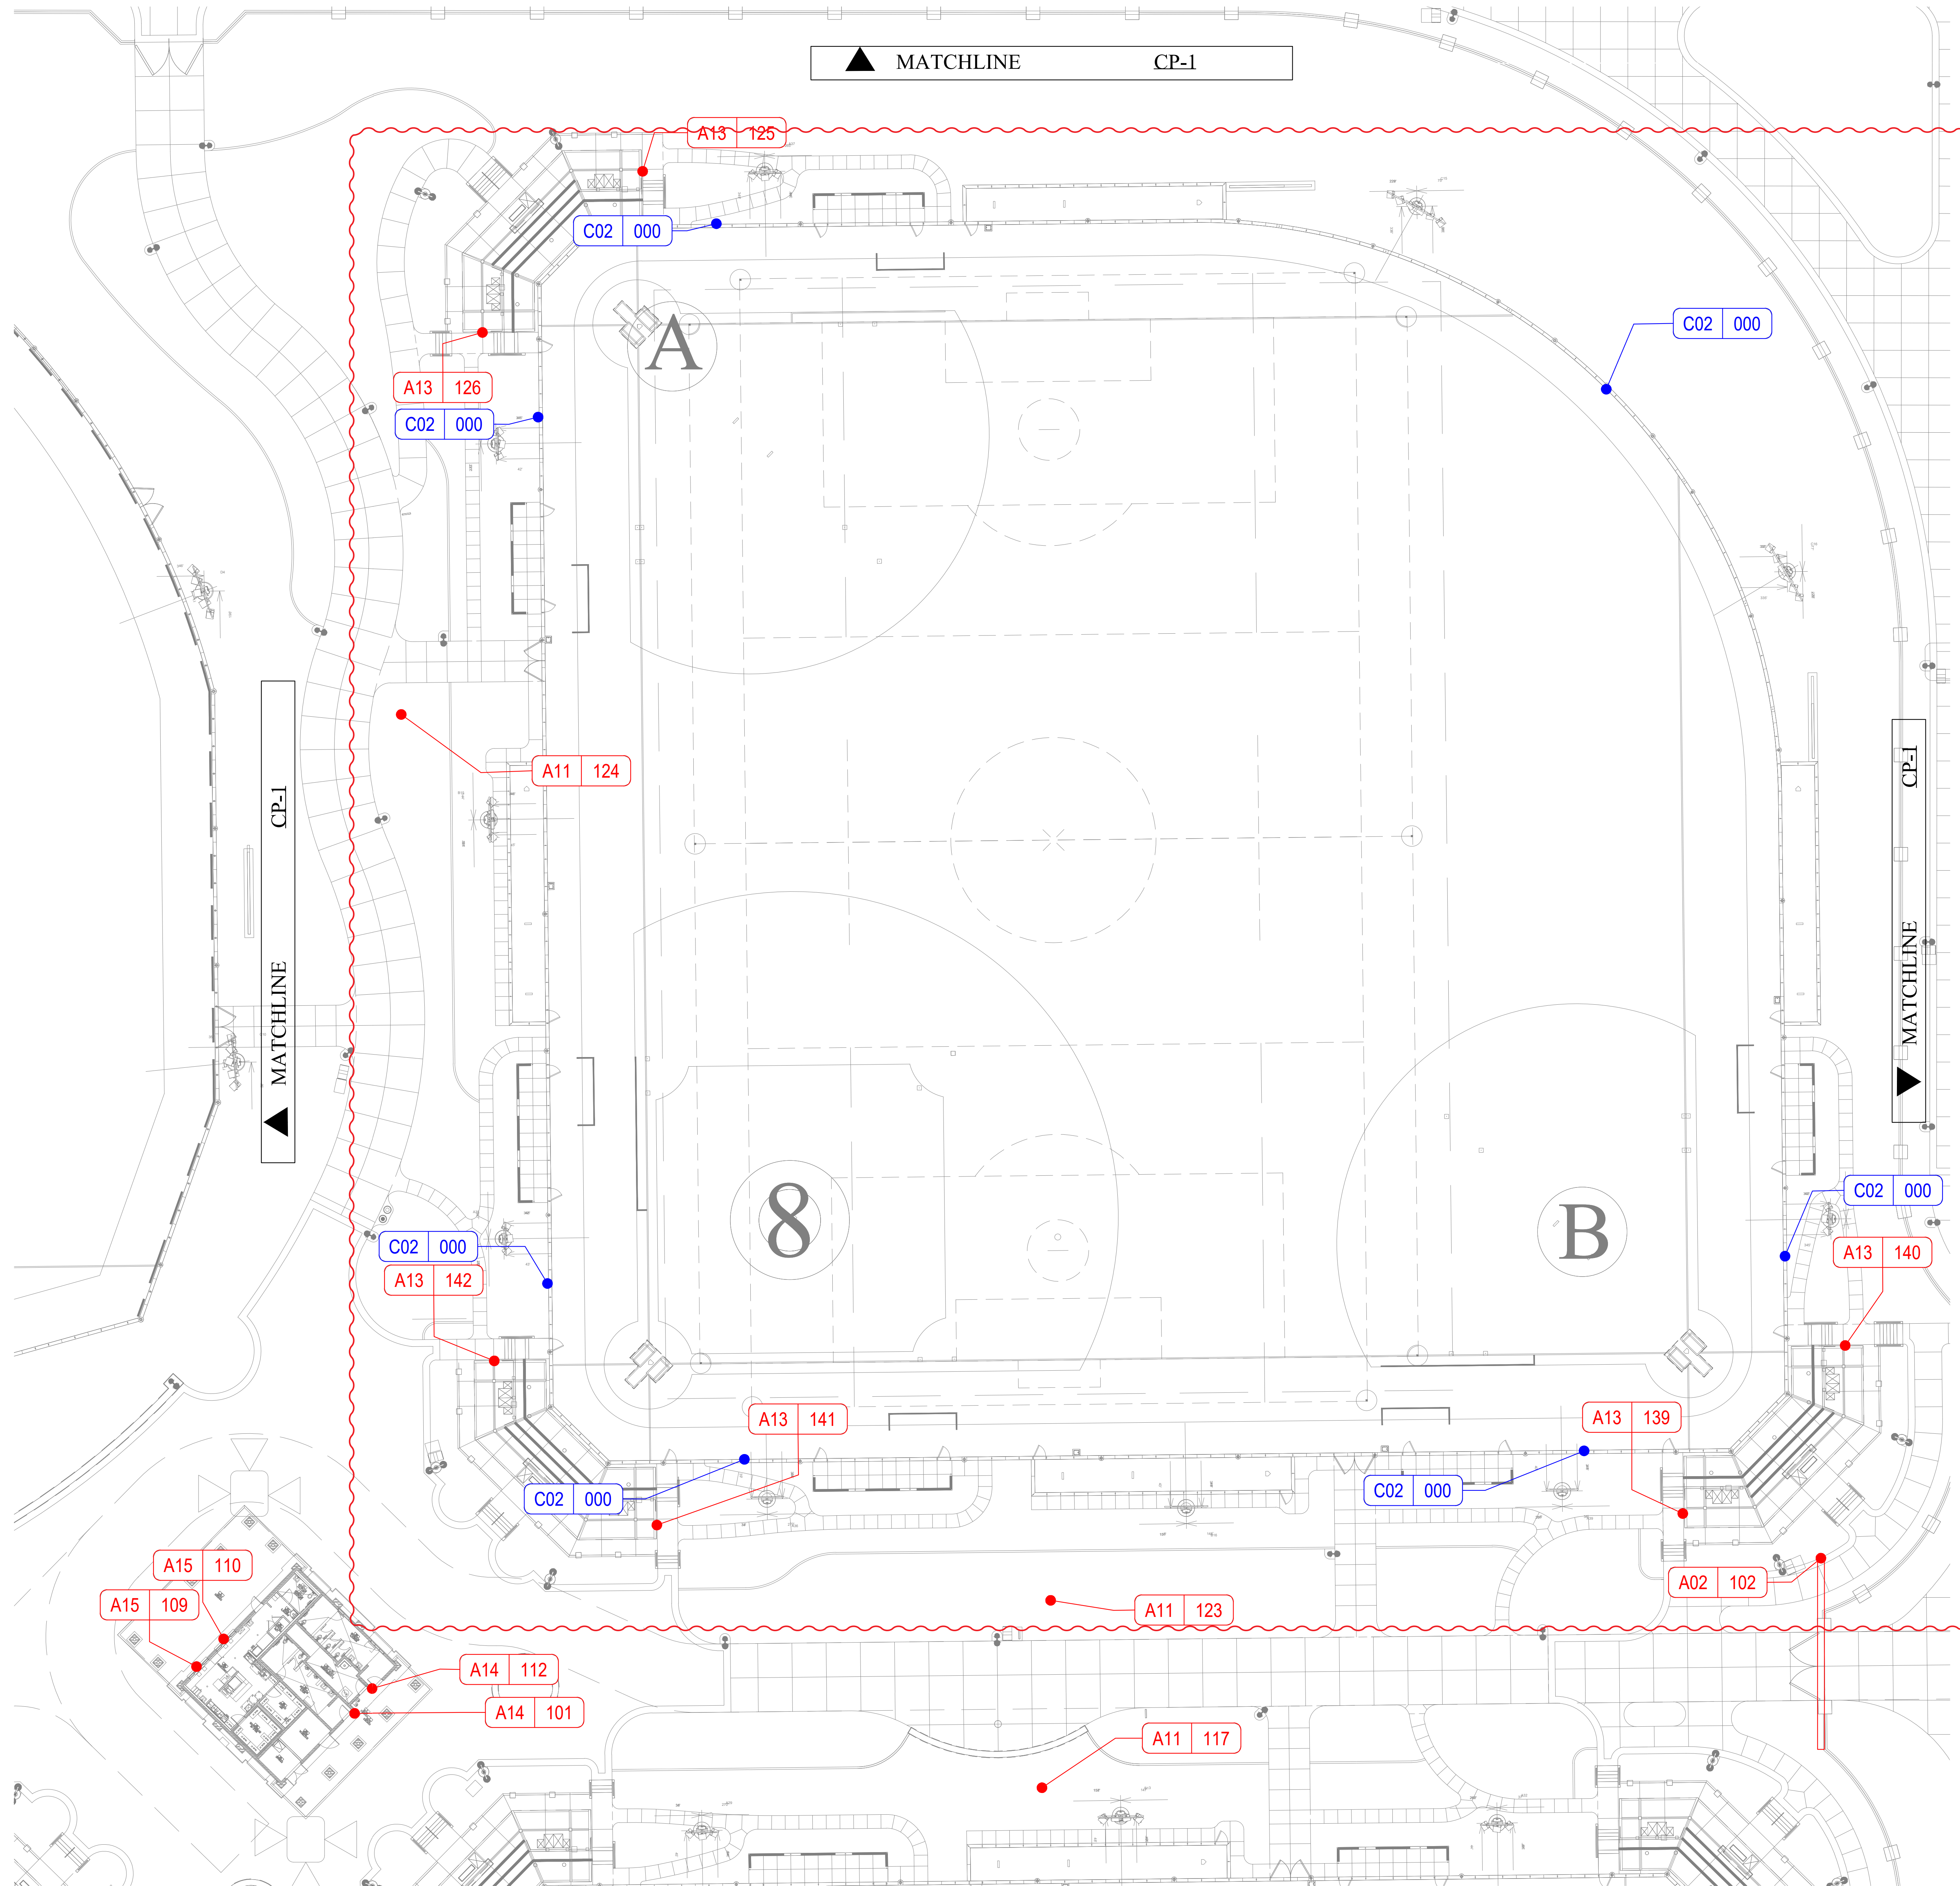 MATCHLINE CP-1
A13 125
C02 000
C02 000
A
A13 126
C02 000
A11 124
MATCHLINE CP-1
MATCHLINE CP-1
8
B
C02 000
A13 140
C02 000
A13 142
A13 141
A13 139
C02 000
C02 000
A15 110
A15 109
A02 102
A11 123
A14 112
A14 101
A11 117